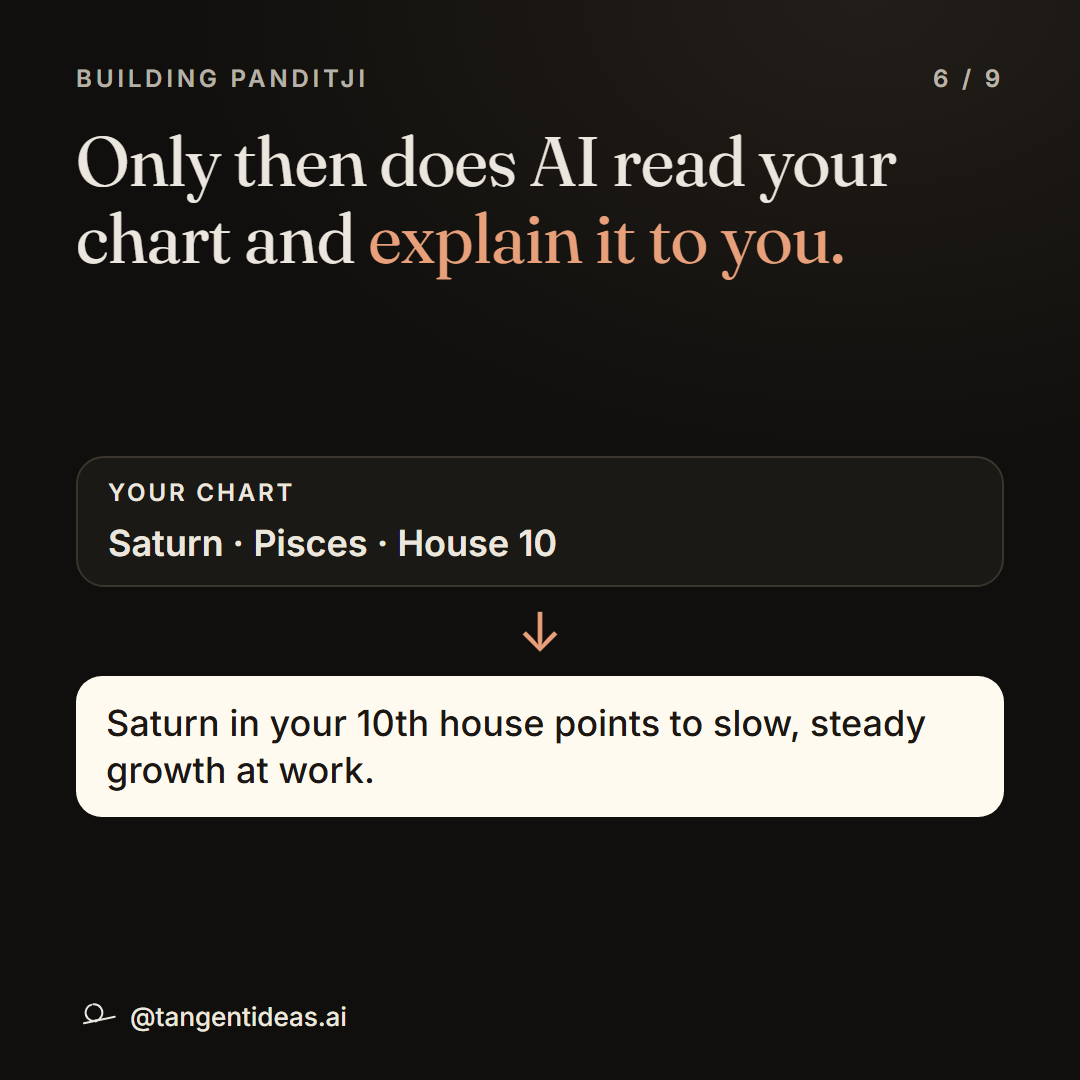 BUILDING PANDITJI
6 / 9
Only then does AI read your
chart and explain it to you.
YOUR CHART
Saturn · Pisces · House 10
Saturn in your 10th house points to slow, steady
growth at work.
@tangentideas.ai